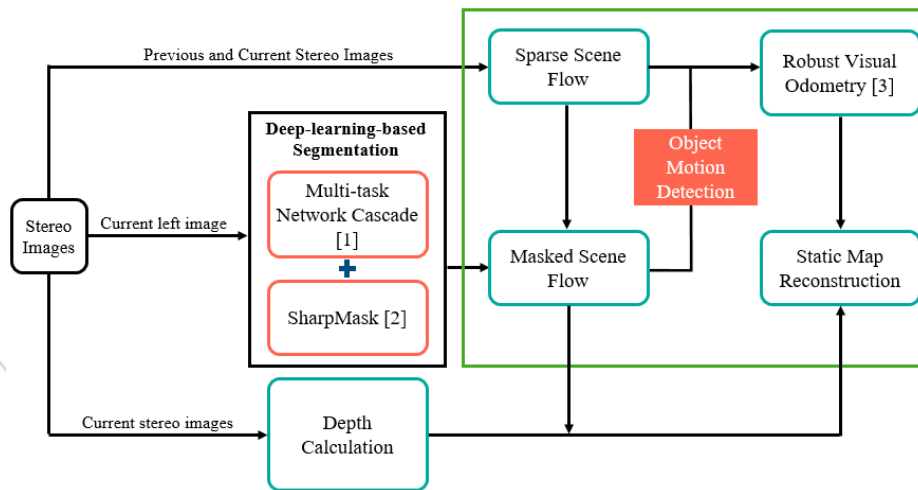 Previous and Current Stereo Images
Sparse Scene
Flow
Robust Visual
Odometry [3]
Deep-learning-based
Segmentation
Object
Motion
Detection
Multi-task
Network Cascade
[1]
Stereo
Images
Current left image
Masked Scene
Flow
Static Map
Reconstruction
SharpMask [2]
Current stereo images
Depth
Calculation